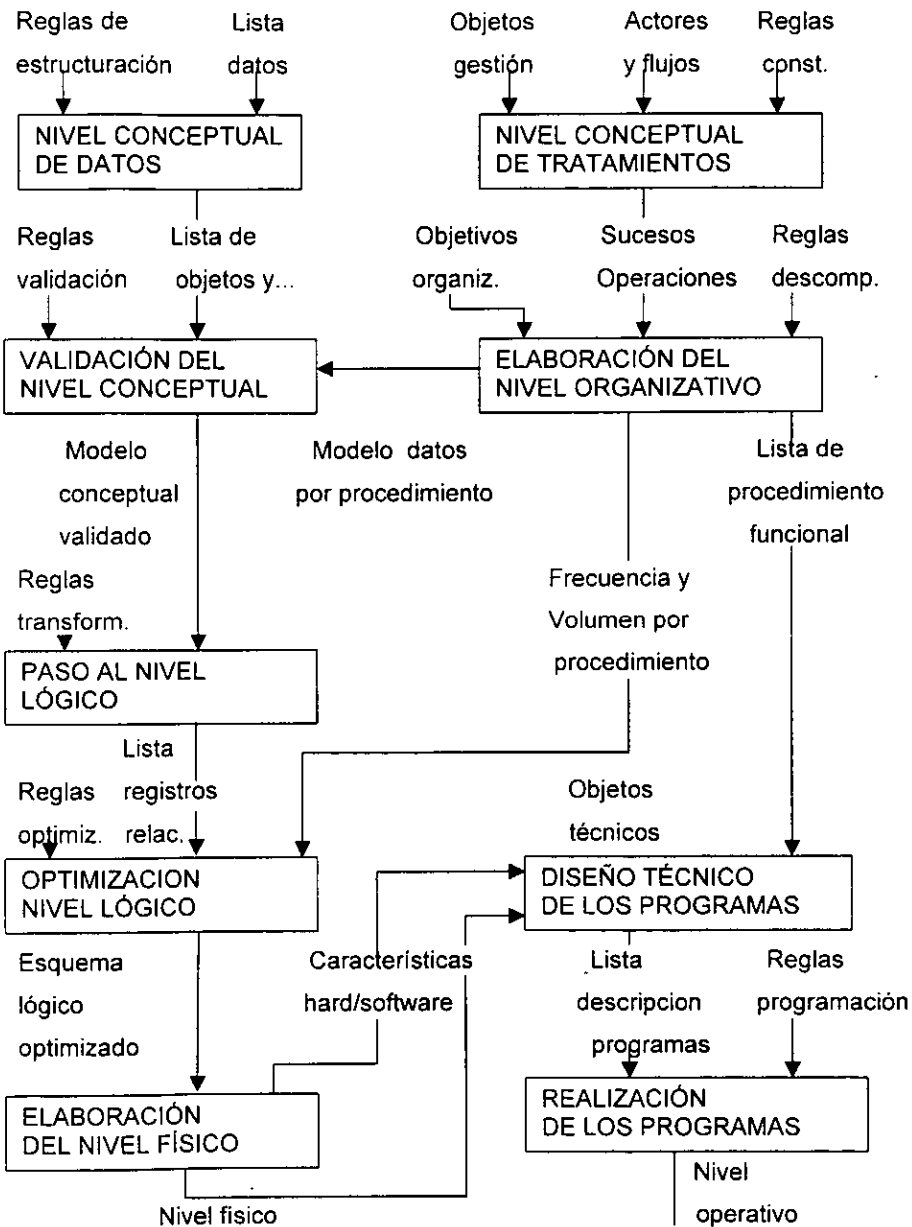 Reglas de
estructuración
Lista
datos
Objetos
gestión
Actores
y flujos
Reglas
const.
NIVEL CONCEPTUAL
DE DATOS
NIVEL CONCEPTUAL
DE TRATAMIENTOS
Reglas
validación
Lista de
objetos y...
Objetivos
organiz.
Sucesos
Operaciones
Reglas
descomp.
VALIDACIÓN DEL
NIVEL CONCEPTUAL
ELABORACIÓN DEL
NIVEL ORGANIZATIVO
Modelo
conceptual
validado
Modelo datos
por procedimiento
Lista de
procedimiento
funcional
Reglas
transform.
Frecuencia y
Volumen por
procedimiento
PASO AL NIVEL
LÓGICO
Lista
registros
relac.
Reglas
optimiz.
Objetos
técnicos
OPTIMIZACION
NIVEL LÓGICO
DISEÑO TÉCNICO
DE LOS PROGRAMAS
Esquema
lógico
optimizado
Características
hard/software
Lista
descripcion
programas
Reglas
programación
ELABORACIÓN
DEL NIVEL FÍSICO
REALIZACIÓN
DE LOS PROGRAMAS
Nivel fisico
Nivel
operativo